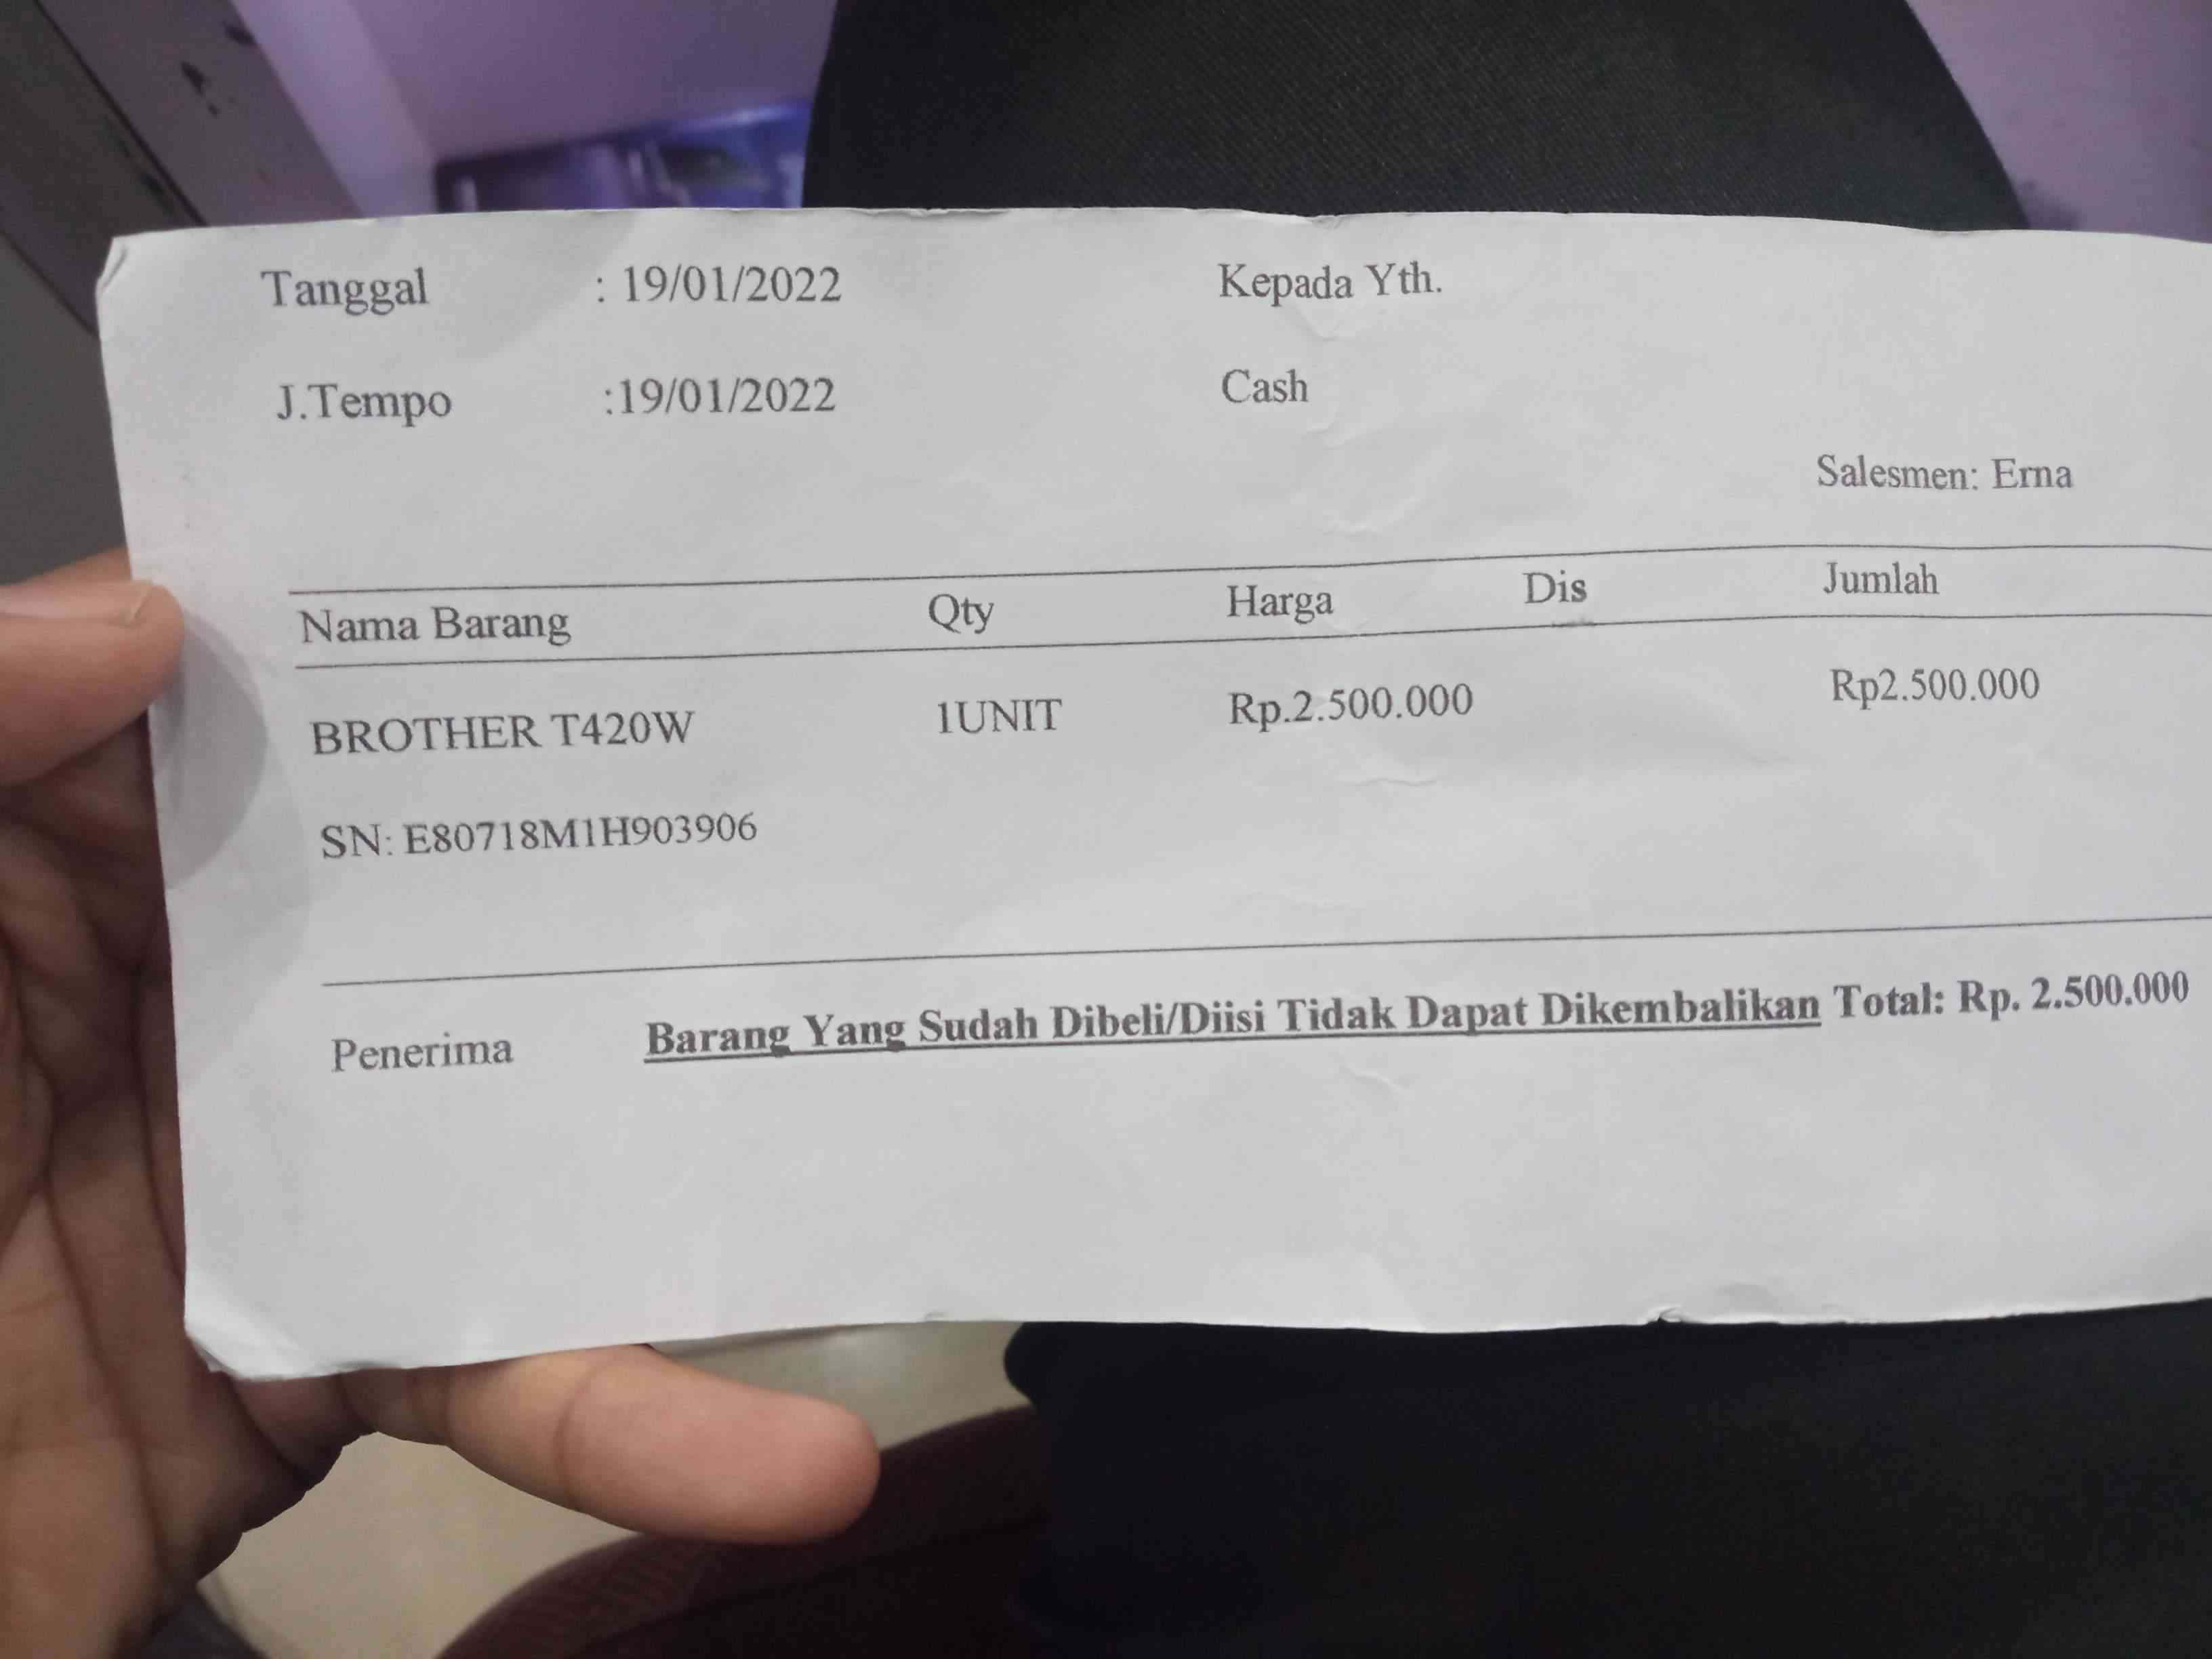 Tanggal : 19/01/2022 Kepada Yth.
J.Tempo :19/01/2022 Cash
Salesmen: Erna
Nama Barang Qty Harga Dis Jumlah
BROTHER T420W 1UNIT Rp.2.500.000 Rp2.500.000
SN: E80718M1H903906
Penerima Barang Yang Sudah Dibeli/Diisi Tidak Dapat Dikembalikan Total: Rp. 2.500.000